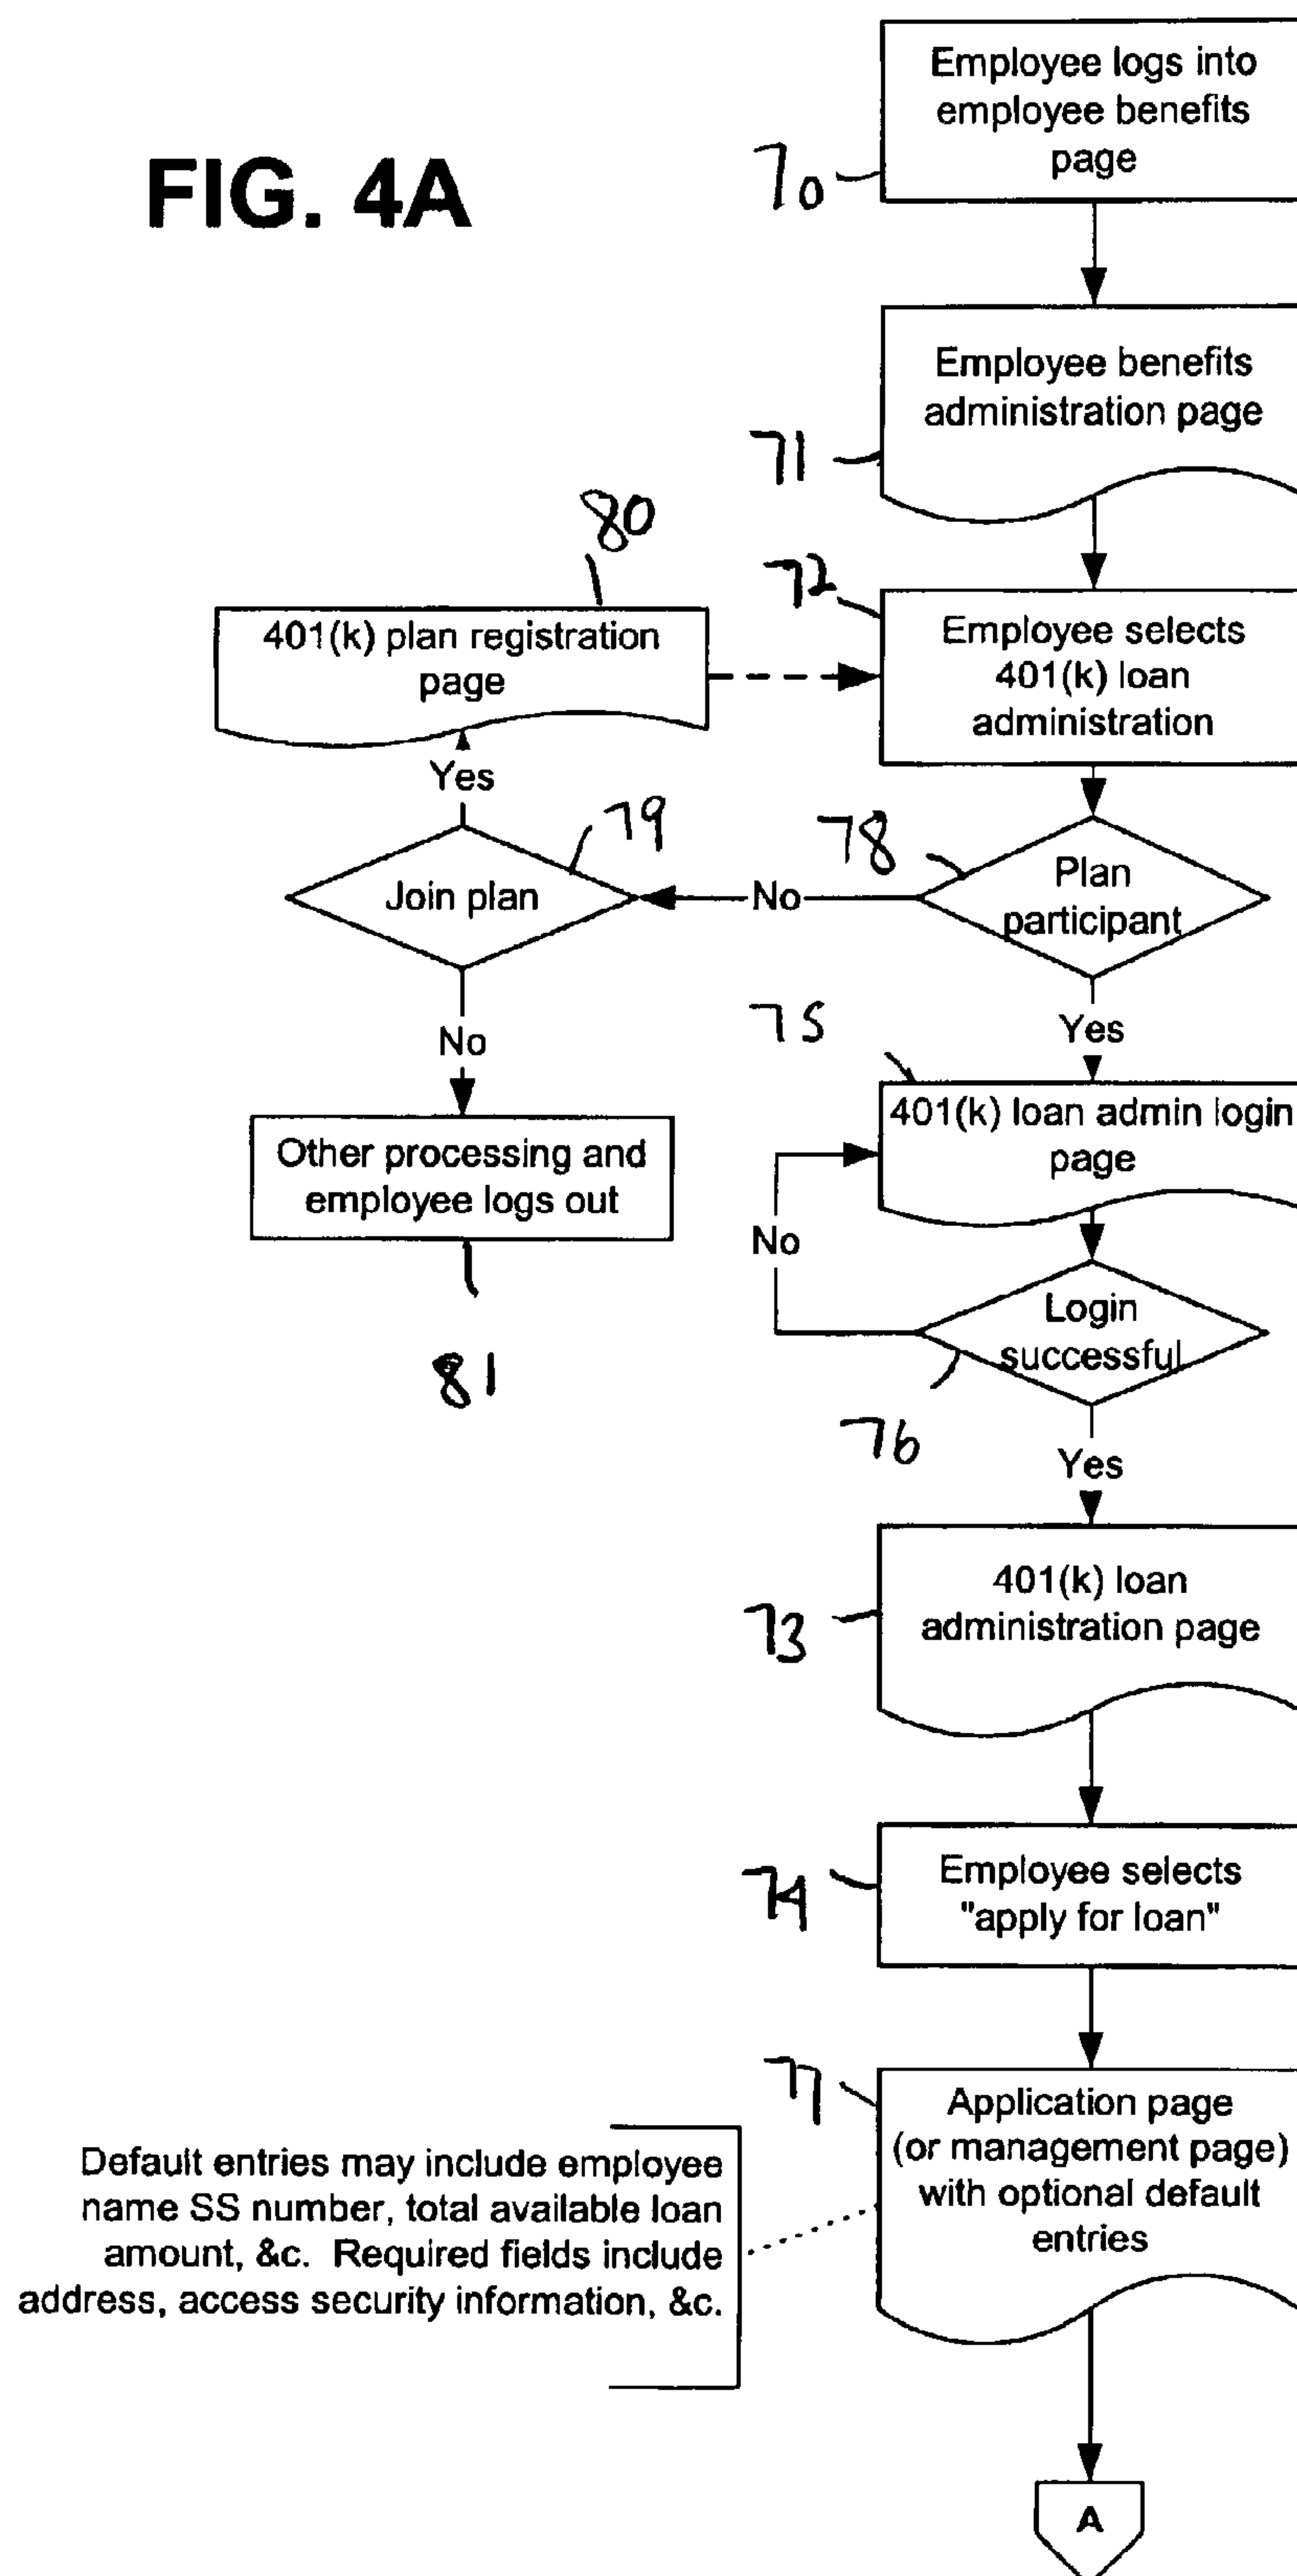 FIG. 4A
Employee logs into
employee benefits
page
70
Employee benefits
administration page
71
80
72
401(k) plan registration
page
Employee selects
401(k) loan
administration
Yes
79
78
Join plan
No
Plan
participant
75
Yes
No
401(k) loan admin login
page
Other processing and
employee logs out
No
81
Login
successful
76
Yes
401(k) loan
administration page
73
Employee selects
"apply for loan"
74
77
Application page
(or management page)
with optional default
entries
Default entries may include employee
name SS number, total available loan
amount, &c. Required fields include
address, access security information, &c.
A